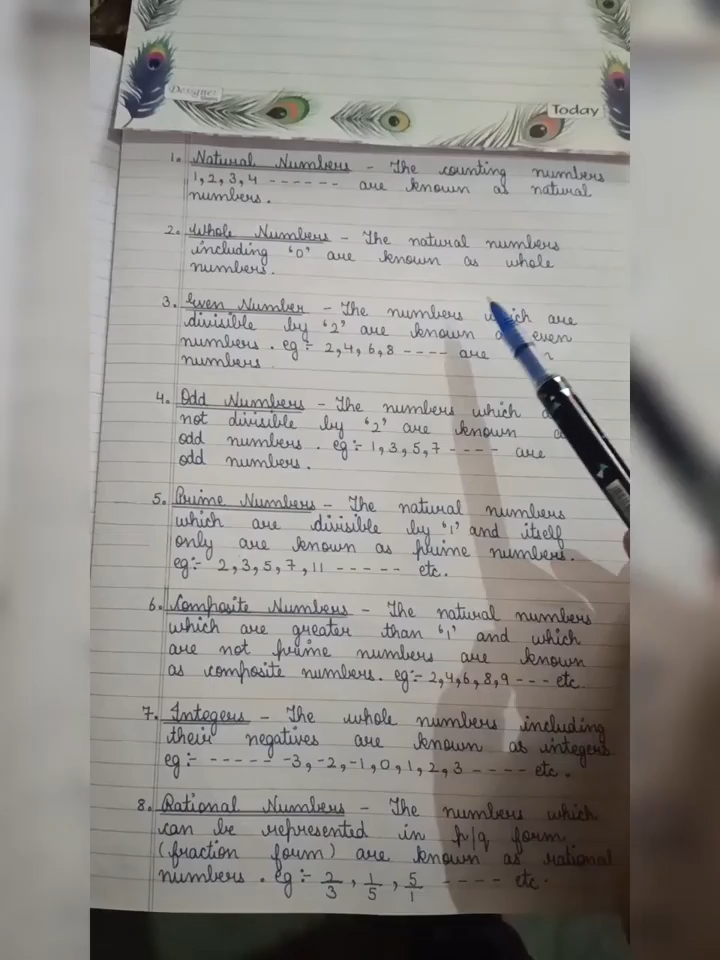 Designer
Today
1. Natural Numbers - The counting numbers
1, 2, 3, 4 ------ are known as natural
numbers.
2. Whole Numbers - The natural numbers
including '0' are known as whole
numbers.
3. Even Number - The numbers which are
divisible by '2' are known even
numbers. eg:- 2, 4, 6, 8 ---- are
numbers
4. Odd Numbers - The numbers which
not divisible by '2' are known
odd numbers. eg:- 1, 3, 5, 7 ---- are
odd numbers.
5. Prime Numbers - The natural numbers
which are divisible by '1' and itself
only are known as prime numbers.
eg:- 2, 3, 5, 7, 11 ----- etc.
6. Composite Numbers - The natural numbers
which are greater than '1' and which
are not prime numbers are known
as composite numbers. eg:- 2, 4, 6, 8, 9 --- etc
7. Integers - The whole numbers including
their negatives are known as integers
eg:- ----- -3, -2, -1, 0, 1, 2, 3 ---- etc.
8. Rational Numbers - The numbers which
can be represented in p/q form
(fraction form) are known as rational
numbers. eg:- 2/3, 1/5, 5/1 ---- etc.